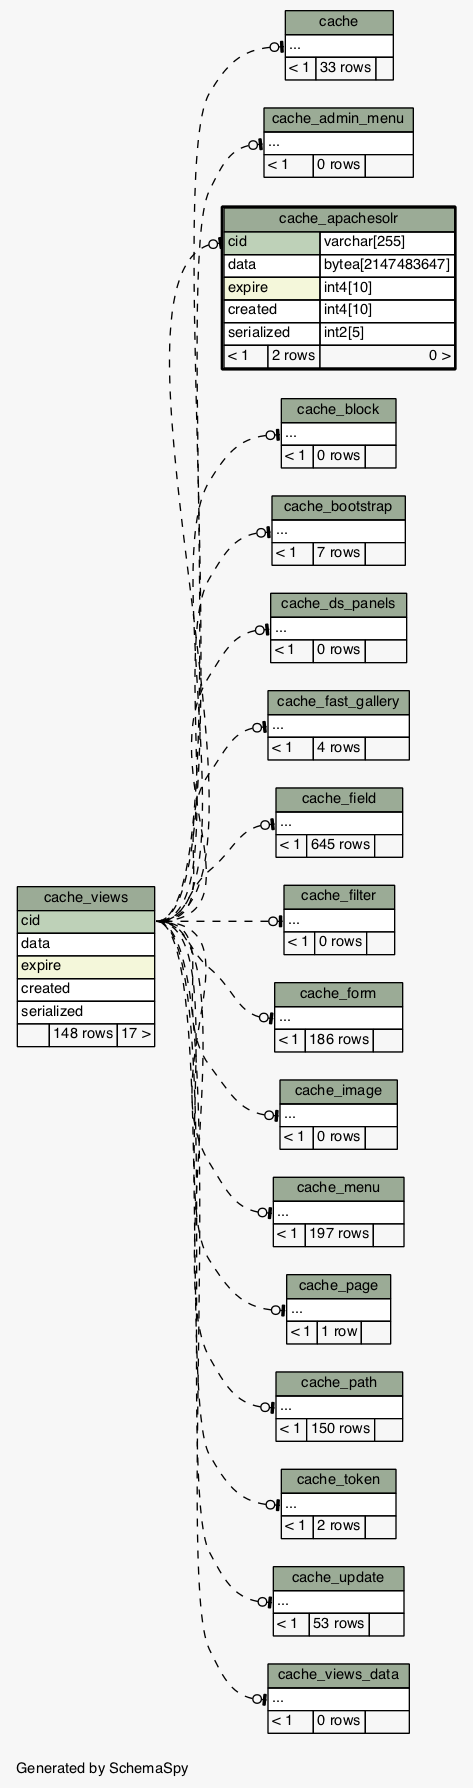 cache
...
< 1 33 rows
cache_admin_menu
...
< 1 0 rows
cache_apachesolr
cid varchar[255]
data bytea[2147483647]
expire int4[10]
created int4[10]
serialized int2[5]
< 1 2 rows 0 >
cache_block
...
< 1 0 rows
cache_bootstrap
...
< 1 7 rows
cache_ds_panels
...
< 1 0 rows
cache_fast_gallery
...
< 1 4 rows
cache_field
...
< 1 645 rows
cache_views
cid
data
expire
created
serialized
148 rows 17 >
cache_filter
...
< 1 0 rows
cache_form
...
< 1 186 rows
cache_image
...
< 1 0 rows
cache_menu
...
< 1 197 rows
cache_page
...
< 1 1 row
cache_path
...
< 1 150 rows
cache_token
...
< 1 2 rows
cache_update
...
< 1 53 rows
cache_views_data
...
< 1 0 rows
Generated by SchemaSpy